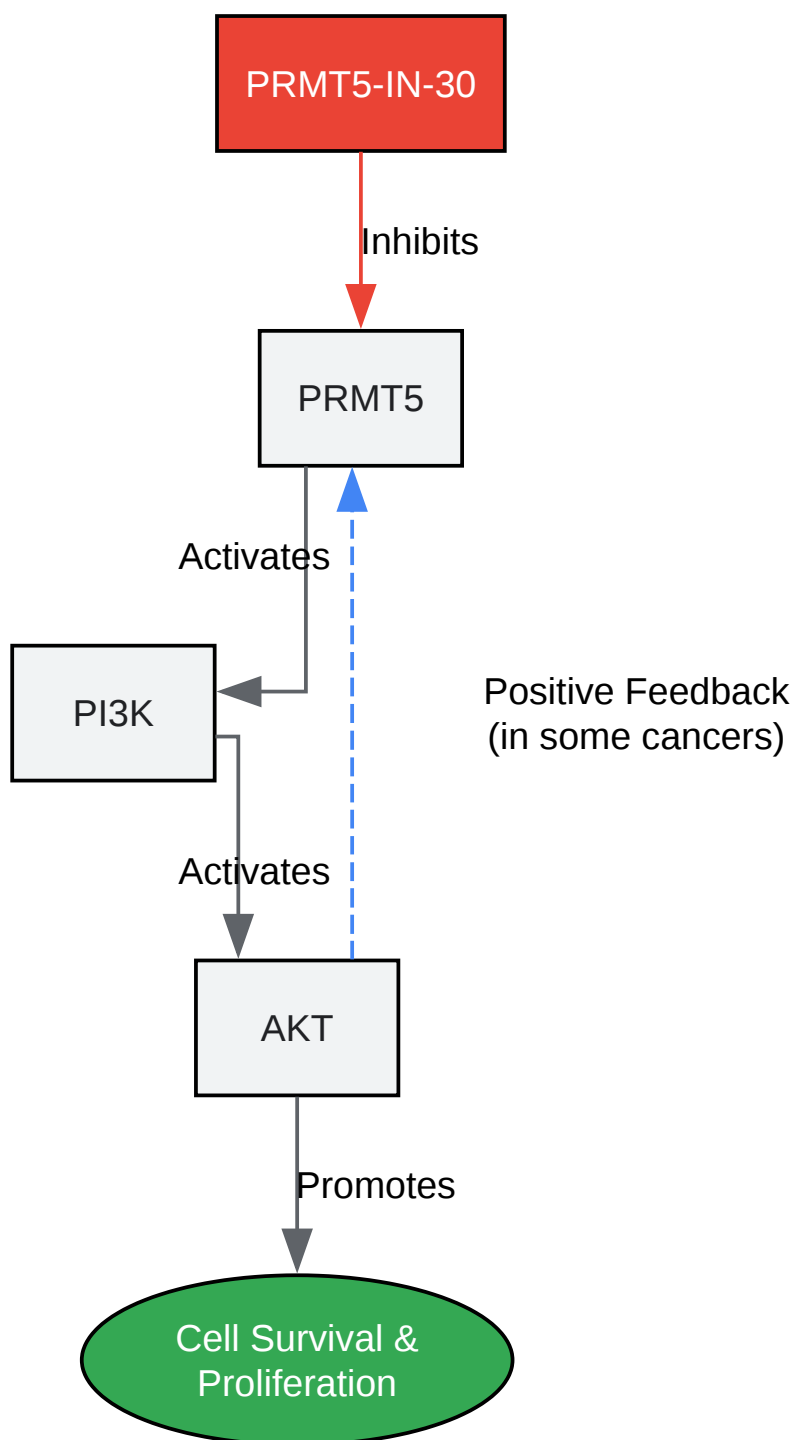 PRMT5-IN-30
Inhibits
PRMT5
Activates
PI3K
Positive Feedback
(in some cancers)
Activates
AKT
Promotes
Cell Survival &
Proliferation